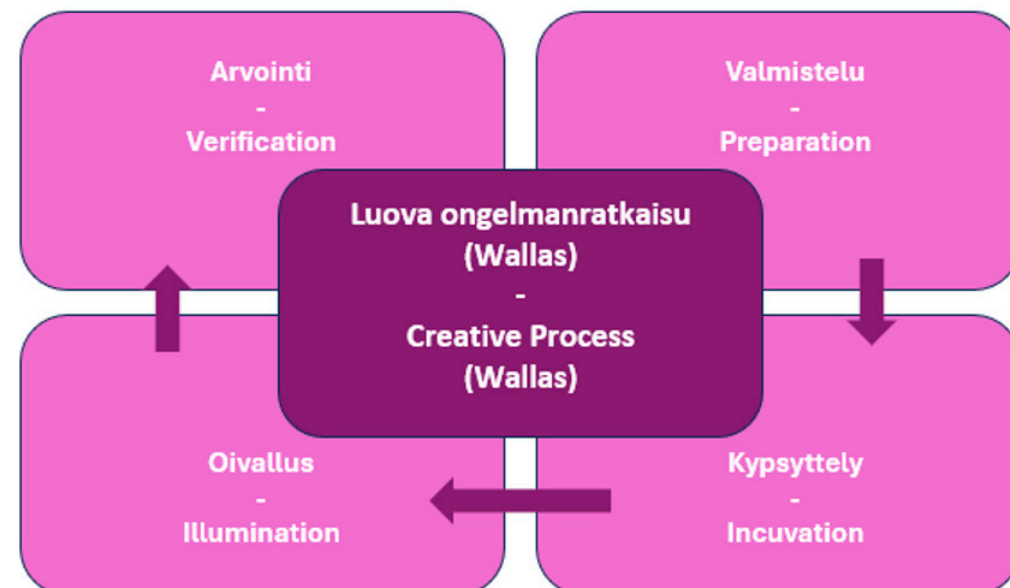 Arvointi
-
Verification
Valmistelu
-
Preparation
Luova ongelmanratkaisu
(Wallas)
-
Creative Process
(Wallas)
Oivallus
-
Illumination
Kypsyttely
-
Incuvation